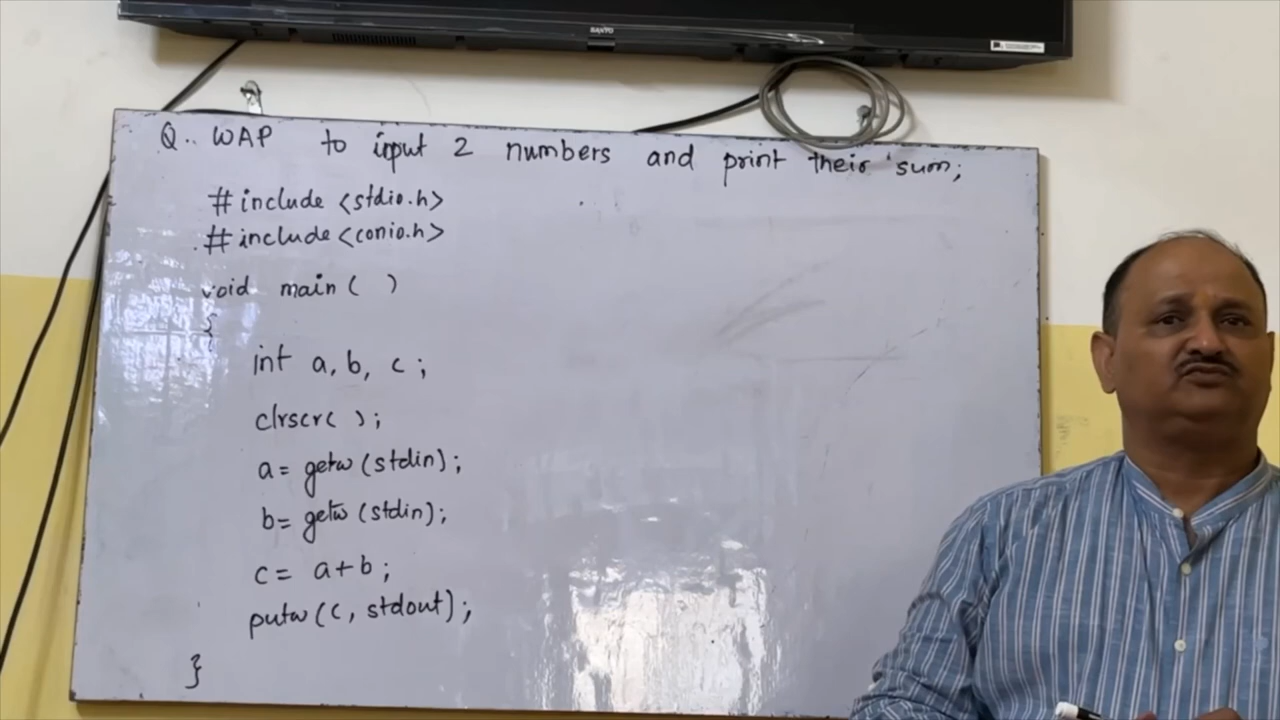 SANYO
Q.. WAP to input 2 numbers and print their sum;
#include <stdio.h>
#include <conio.h>
void main( )
{
int a, b, c ;
clrscr( );
a= getw (stdin);
b= getw (stdin);
c= a+b ;
putw (c, stdout);
}